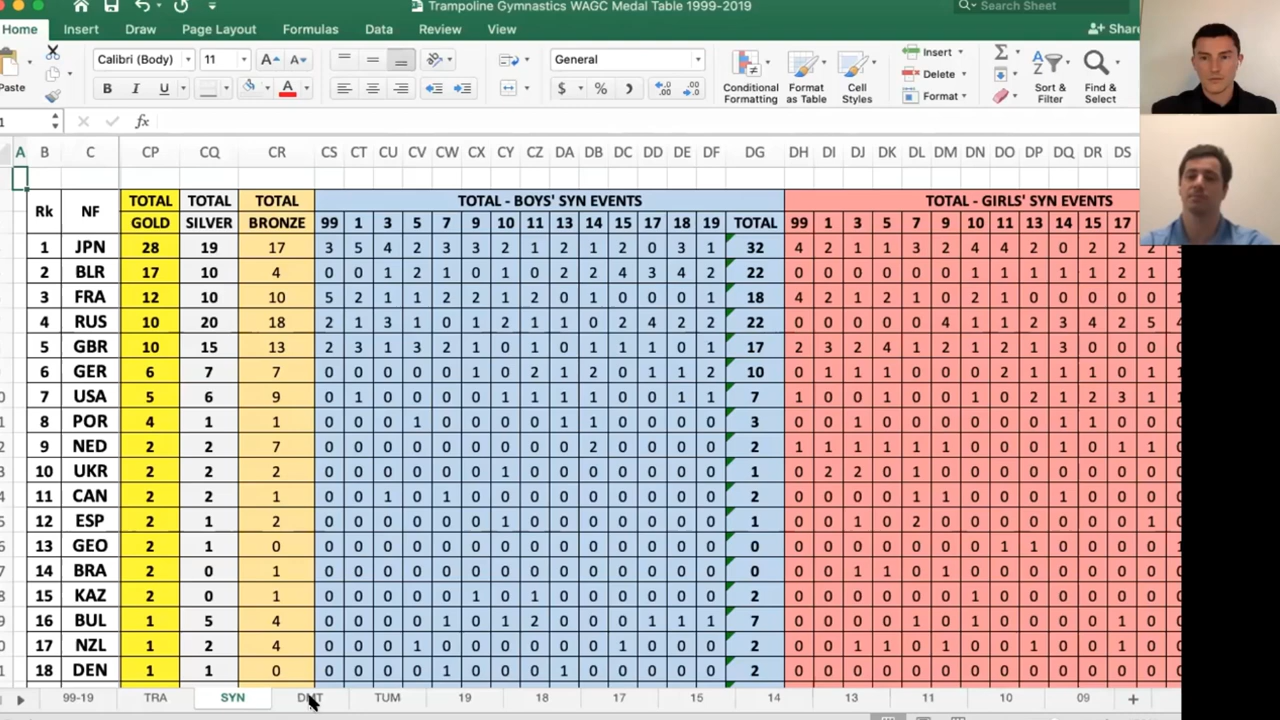 Trampoline Gymnastics WAGC Medal Table 1999-2019
Search Sheet
Home Insert Draw Page Layout Formulas Data Review View
Paste Calibri (Body) 11 A A General Conditional Formatting Format as Table Cell Styles Insert Delete Format Sort & Filter Find & Select
B I U A $ %
fx
A B C CP CQ CR CS CT CU CV CW CX CY CZ DA DB DC DD DE DF DG DH DI DJ DK DL DM DN DO DP DQ DR DS
Rk NF TOTAL GOLD TOTAL SILVER TOTAL BRONZE TOTAL - BOYS' SYN EVENTS TOTAL - GIRLS' SYN EVENTS
99 1 3 5 7 9 10 11 13 14 15 17 18 19 TOTAL 99 1 3 5 7 9 10 11 13 14 15 17
1 JPN 28 19 17 3 5 4 2 3 3 2 1 2 1 2 0 3 1 32 4 2 1 1 3 2 4 4 2 0 2 2 2
2 BLR 17 10 4 0 0 1 2 1 0 1 0 2 2 4 3 4 2 22 0 0 0 0 0 0 1 1 1 1 1 2 1 1
3 FRA 12 10 10 5 2 1 1 2 2 1 2 0 1 0 0 0 1 18 4 2 1 2 1 0 2 1 0 0 0 0 0 1
4 RUS 10 20 18 2 1 3 1 0 1 2 1 1 0 2 4 2 2 22 0 0 0 0 0 4 1 1 2 3 4 2 5 4
5 GBR 10 15 13 2 3 1 3 2 1 0 1 0 1 1 1 0 1 17 2 3 2 4 1 2 1 2 1 3 0 0 0 0
6 GER 6 7 7 0 0 0 0 0 1 0 2 1 2 0 1 1 2 10 0 1 1 1 0 0 0 2 1 1 0 1 1
7 USA 5 6 9 0 1 0 0 0 0 1 1 1 1 0 0 1 1 7 1 0 0 0 1 0 0 1 0 2 1 2 3 1 1
8 POR 4 1 1 0 0 0 1 0 0 0 0 1 1 0 0 0 0 3 0 0 1 0 0 0 0 0 0 1 1 0 0
9 NED 2 2 7 0 0 0 0 0 0 0 0 0 2 0 0 0 0 2 1 1 1 1 1 1 0 0 0 0 0 1 1
10 UKR 2 2 2 0 0 0 0 0 0 1 0 0 0 0 0 0 0 1 0 2 2 0 1 0 0 0 0 0 0 0 0
11 CAN 2 2 1 0 0 1 0 1 0 0 0 0 0 0 0 0 0 2 0 0 0 0 1 1 0 0 0 1 0 0 0
12 ESP 2 1 2 0 0 0 0 0 0 1 0 0 0 0 0 0 0 1 0 0 1 0 2 0 0 0 0 0 0 0 1
13 GEO 2 1 0 0 0 0 0 0 0 0 0 0 0 0 0 0 0 0 0 0 0 0 0 0 0 1 1 0 0 0 0 1
14 BRA 2 0 1 0 0 0 0 0 0 0 0 0 0 0 0 0 0 0 0 0 1 1 0 1 0 0 0 0 0 0 0
15 KAZ 2 0 1 0 0 0 0 0 1 0 1 0 0 0 0 0 0 2 0 0 0 0 0 0 1 0 0 0 0 0 0
16 BUL 1 5 4 0 0 0 0 1 0 1 2 0 0 0 1 1 1 7 0 0 0 0 1 0 1 0 0 0 0 1 0
17 NZL 1 2 4 0 0 0 1 0 0 0 0 0 0 1 0 0 0 2 0 0 1 1 0 1 0 0 1 0 0 1 0
18 DEN 1 1 0 0 0 0 0 1 0 0 0 1 0 0 0 0 0 2 0 0 0 0 0 0 0 0 0 0 0 0 0
99-19 TRA SYN DMT TUM 19 18 17 15 14 13 11 10 09 +